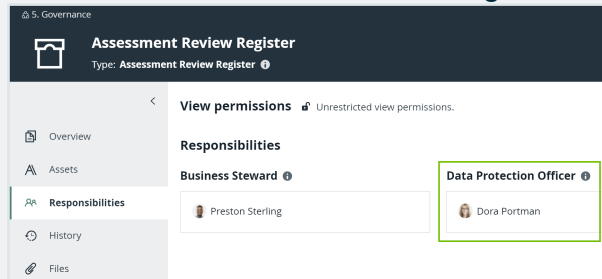 5. Governance
Assessment Review Register
Type: Assessment Review Register
View permissions Unrestricted view permissions.
Overview
Assets
Responsibilities
History
Files
Responsibilities
Business Steward
Preston Sterling
Data Protection Officer
Dora Portman